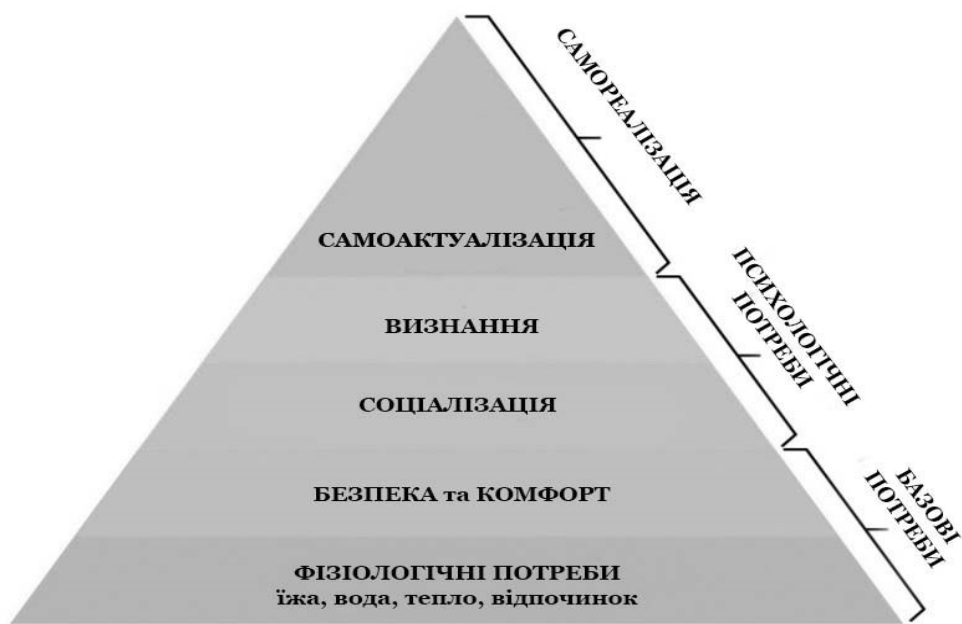 САМОРЕАЛІЗАЦІЯ
САМОАКТУАЛІЗАЦІЯ
ПСИХОЛОГІЧНІ
ПОТРЕБИ
ВИЗНАННЯ
СОЦІАЛІЗАЦІЯ
БАЗОВІ
ПОТРЕБИ
БЕЗПЕКА та КОМФОРТ
ФІЗІОЛОГІЧНІ ПОТРЕБИ
їжа, вода, тепло, відпочинок